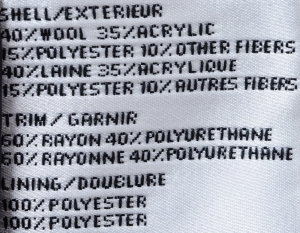 SHELL/EXTERIEUR
40%WOOL 35%ACRYLIC
15%POLYESTER 10%OTHER FIBERS
40%LAINE 35%ACRYLIQUE
15%POLYESTER 10%AUTRES FIBERS
TRIM/GARNIR
60%RAYON 40%POLYURETHANE
60%RAYONNE 40%POLYURETHANE
LINING/DOUBLURE
100%POLYESTER
100%POLYESTER